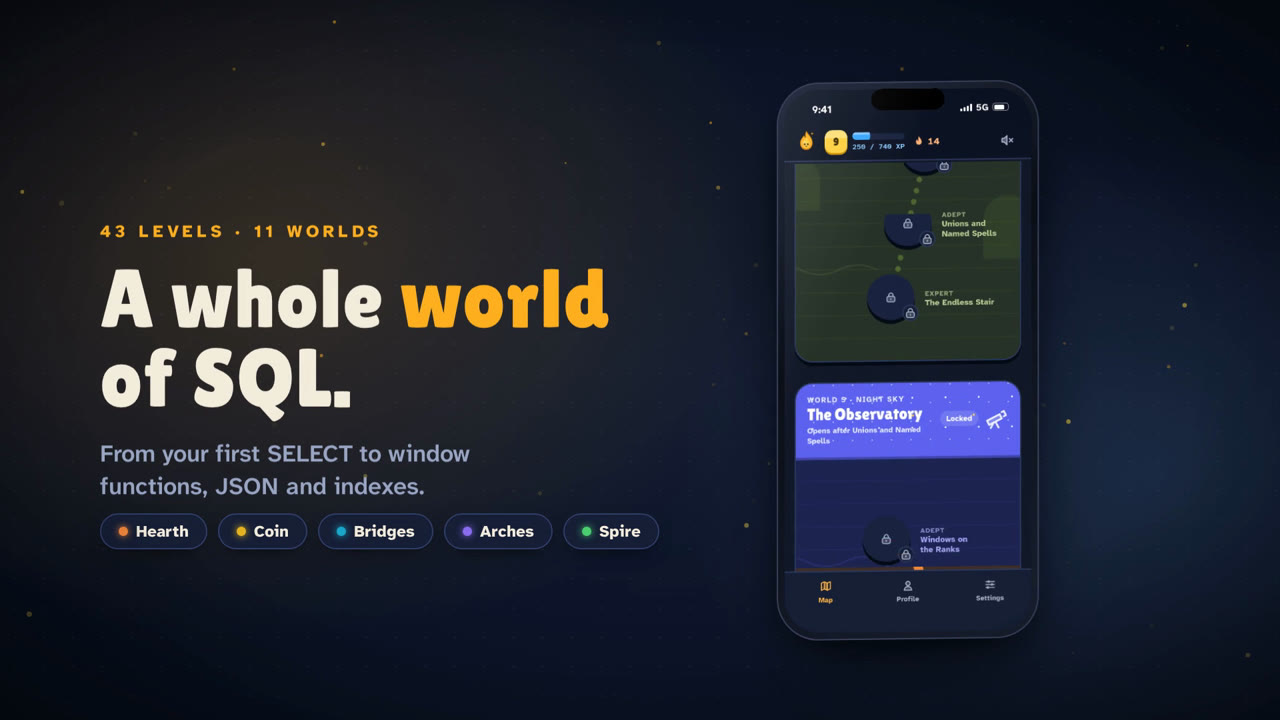 43 LEVELS · 11 WORLDS
A whole world
of SQL.
From your first SELECT to window
functions, JSON and indexes.
Hearth
Coin
Bridges
Arches
Spire
9:41
5G
9
250 / 740 XP
14
ADEPT
Unions and
Named Spells
EXPERT
The Endless Stair
WORLD 9 · NIGHT SKY
The Observatory
Opens after Unions and Named
Spells
Locked
ADEPT
Windows on
the Ranks
Map
Profile
Settings